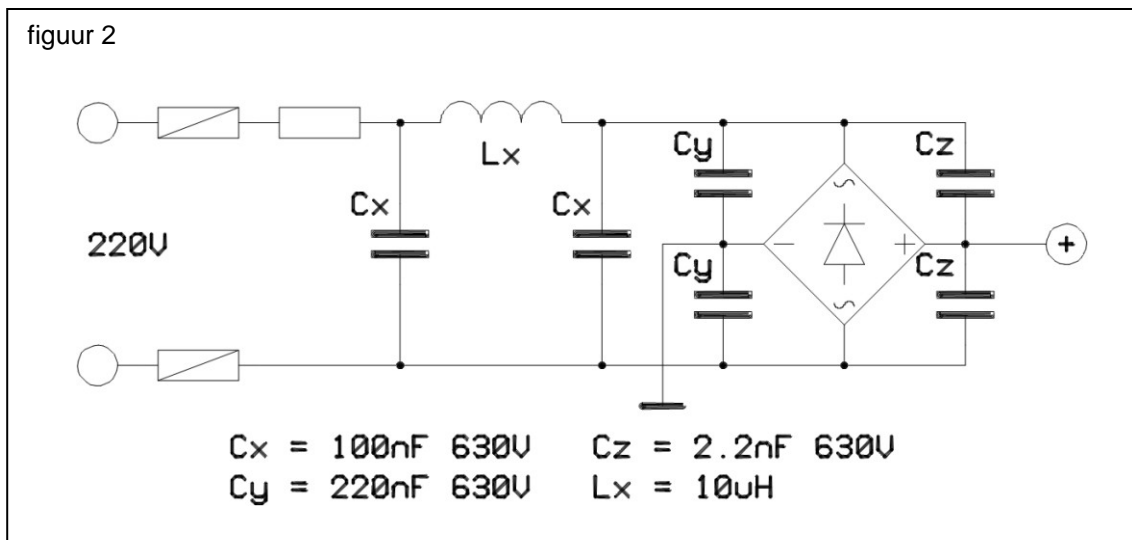 figuur 2
Lx
Cy
Cz
Cx
Cx
220V
Cy
Cz
Cx = 100nF 630V
Cz = 2.2nF 630V
Cy = 220nF 630V
Lx = 10uH